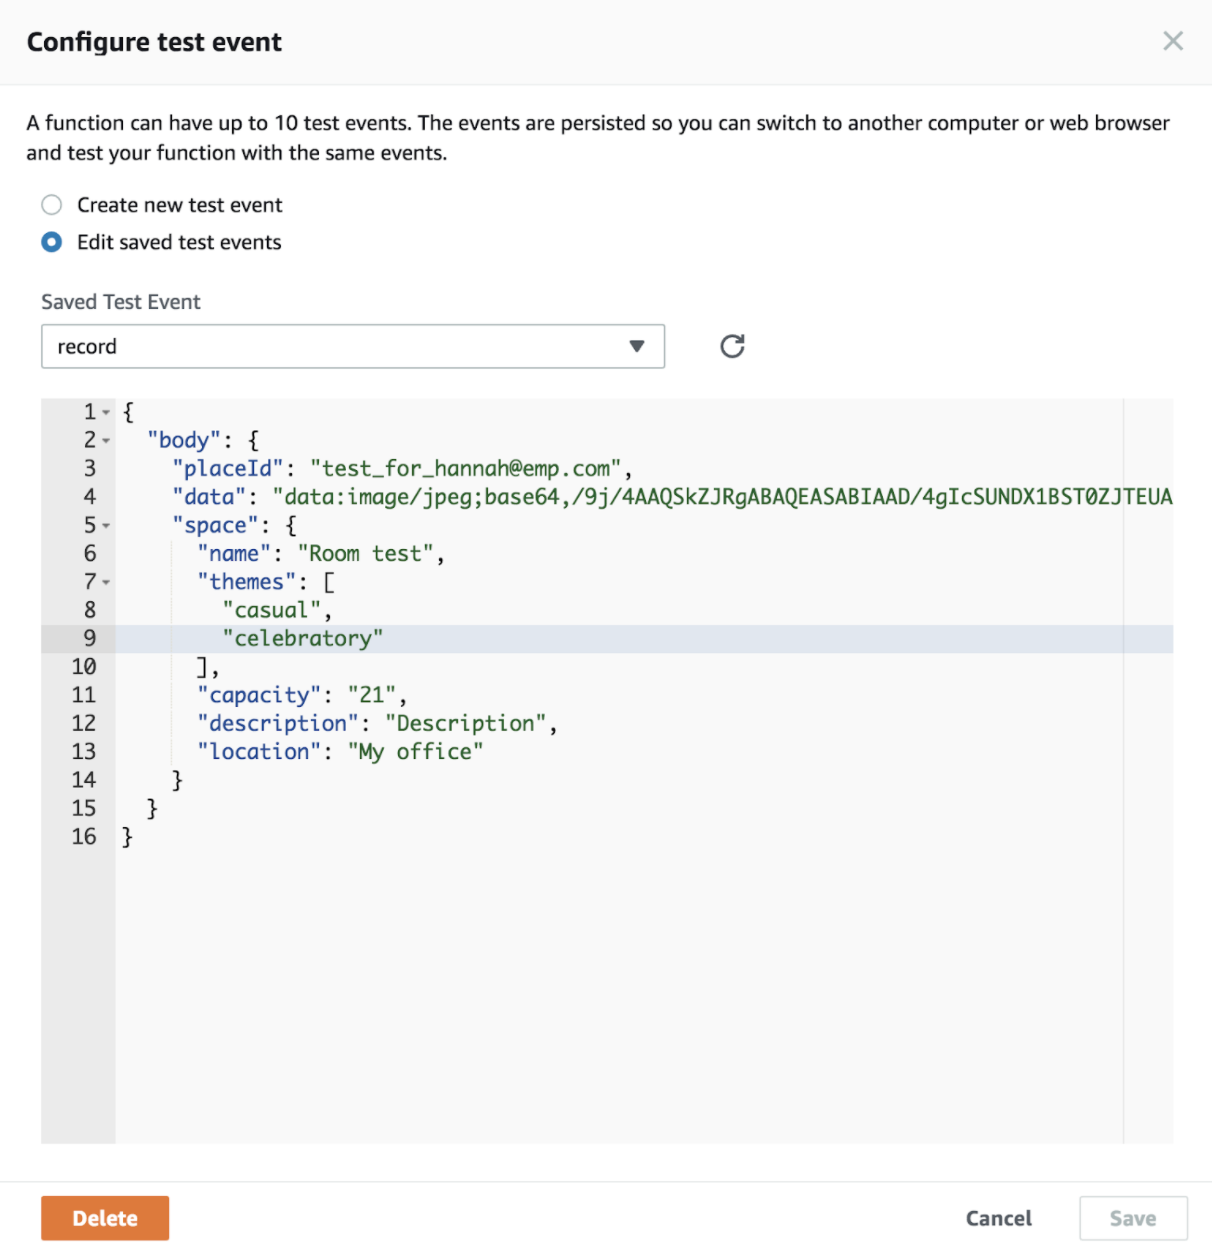 Configure test event
A function can have up to 10 test events. The events are persisted so you can switch to another computer or web browser
and test your function with the same events.
Create new test event
Edit saved test events
Saved Test Event
record
1 {
2 "body": {
3 "placeId": "test_for_hannah@emp.com",
4 "data": "data:image/jpeg;base64,/9j/4AAQSkZJRgABAQEASABIAAD/4gIcSUNDX1BST0ZJTEUA
5 "space": {
6 "name": "Room test",
7 "themes": [
8 "casual",
9 "celebratory"
10 ],
11 "capacity": "21",
12 "description": "Description",
13 "location": "My office"
14 }
15 }
16 }
Delete
Cancel
Save